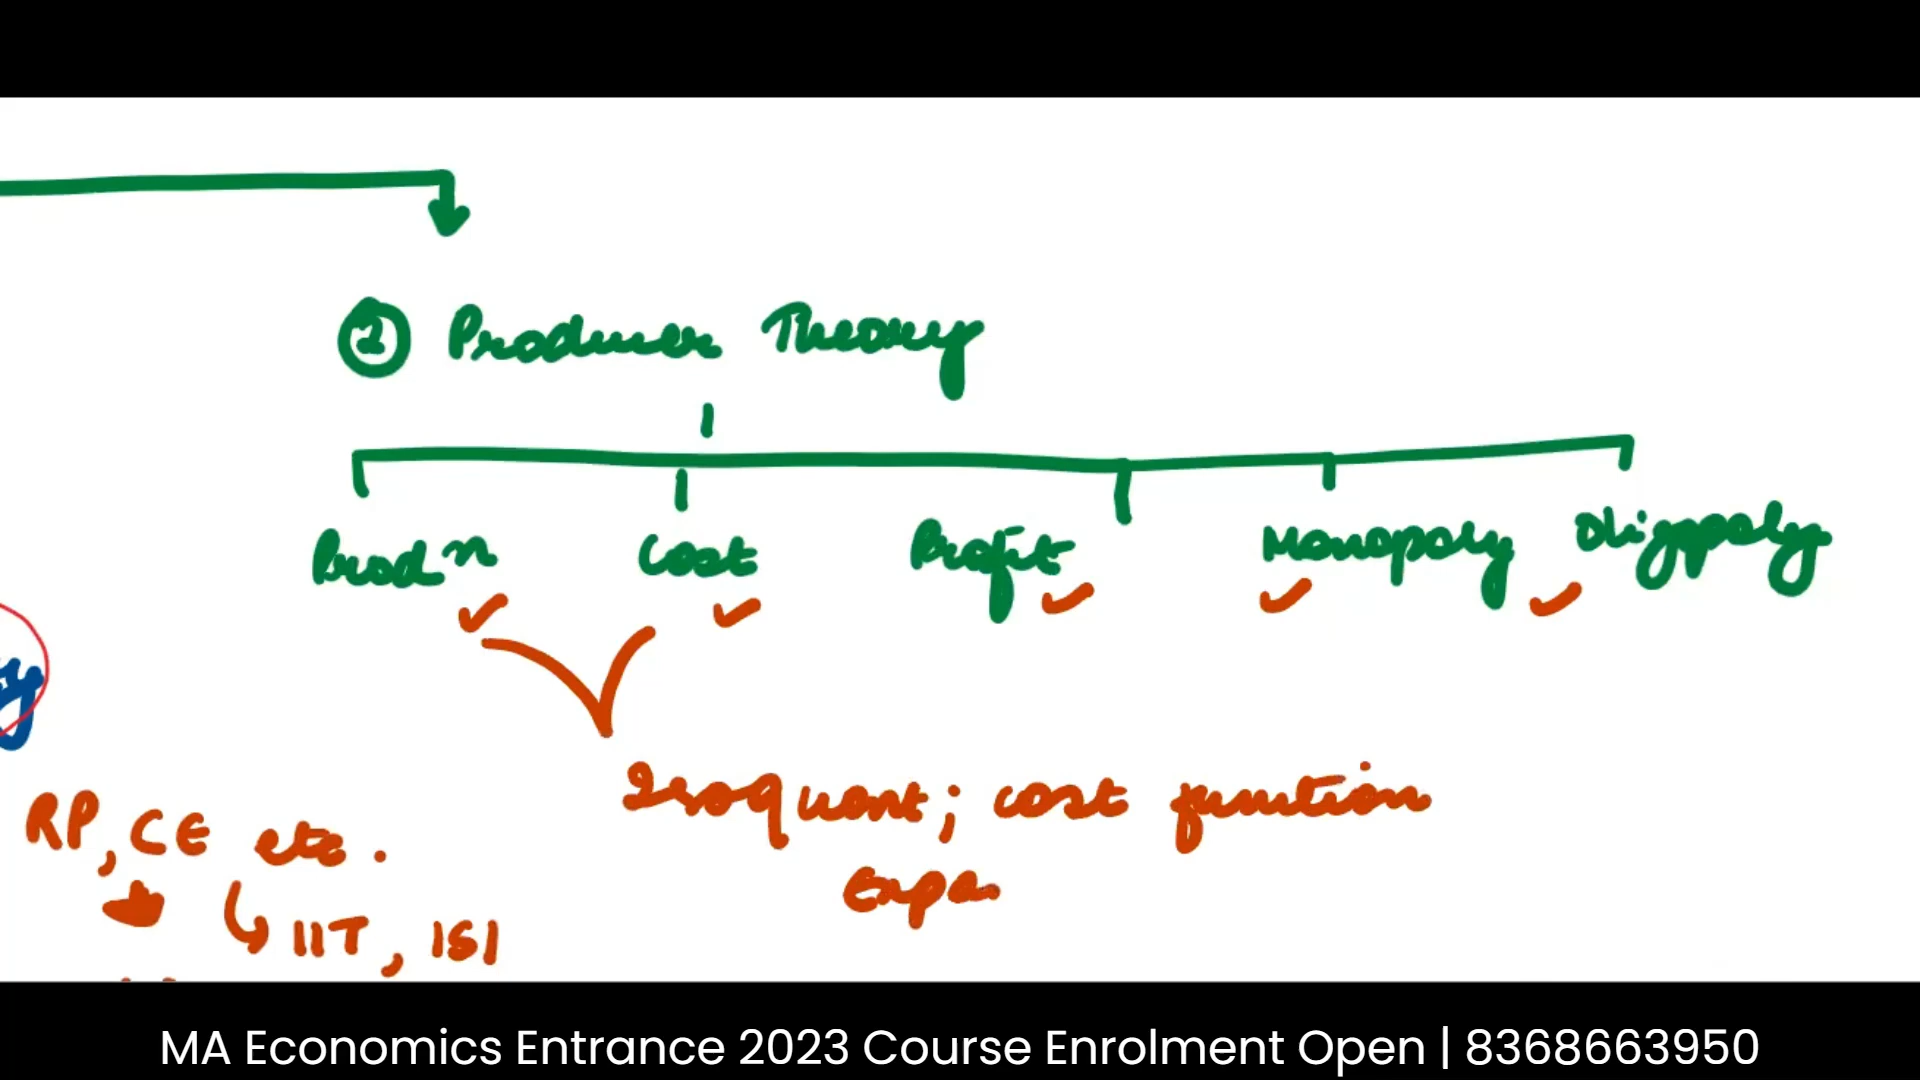 ② Producer Theory
Prodⁿ Cost Profit Monopoly Oligopoly
Isoquant; cost function
RP, CE etc.
Expan
IIT, ISI
MA Economics Entrance 2023 Course Enrolment Open | 8368663950